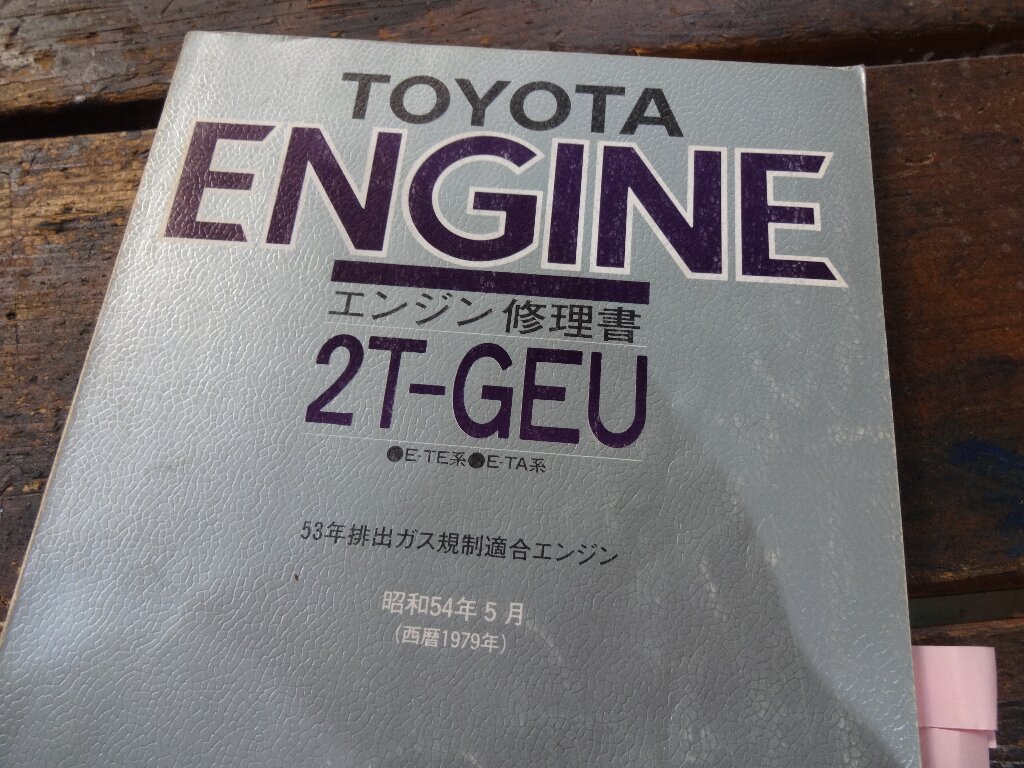 TOYOTA
ENGINE
エンジン修理書
2T-GEU
●E-TE系●E-TA系
53年排出ガス規制適合エンジン
昭和54年5月
(西暦1979年)